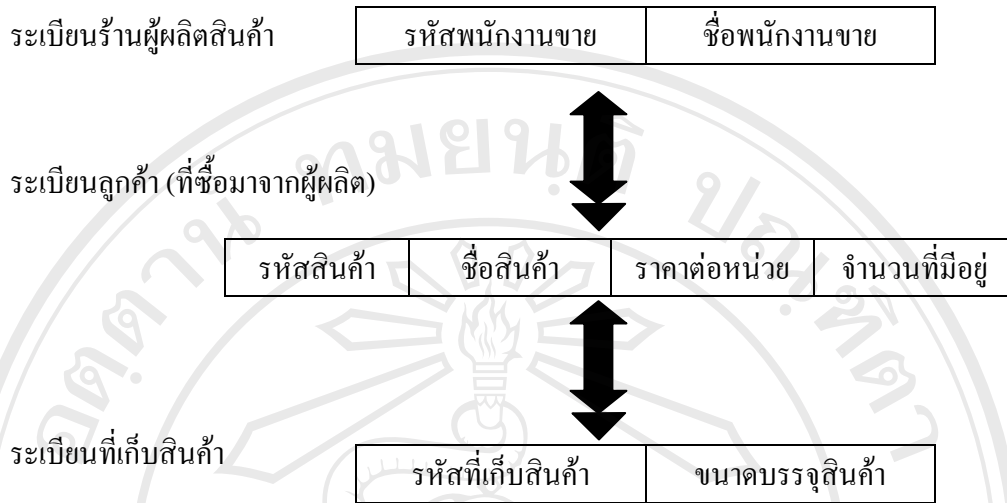 ระเบียนร้านผู้ผลิตสินค้า รหัสพนักงานขาย ชื่อพนักงานขาย
ระเบียนลูกค้า (ที่ซื้อมาจากผู้ผลิต)
รหัสสินค้า ชื่อสินค้า ราคาต่อหน่วย จำนวนที่มีอยู่
ระเบียนที่เก็บสินค้า
รหัสที่เก็บสินค้า ขนาดบรรจุสินค้า